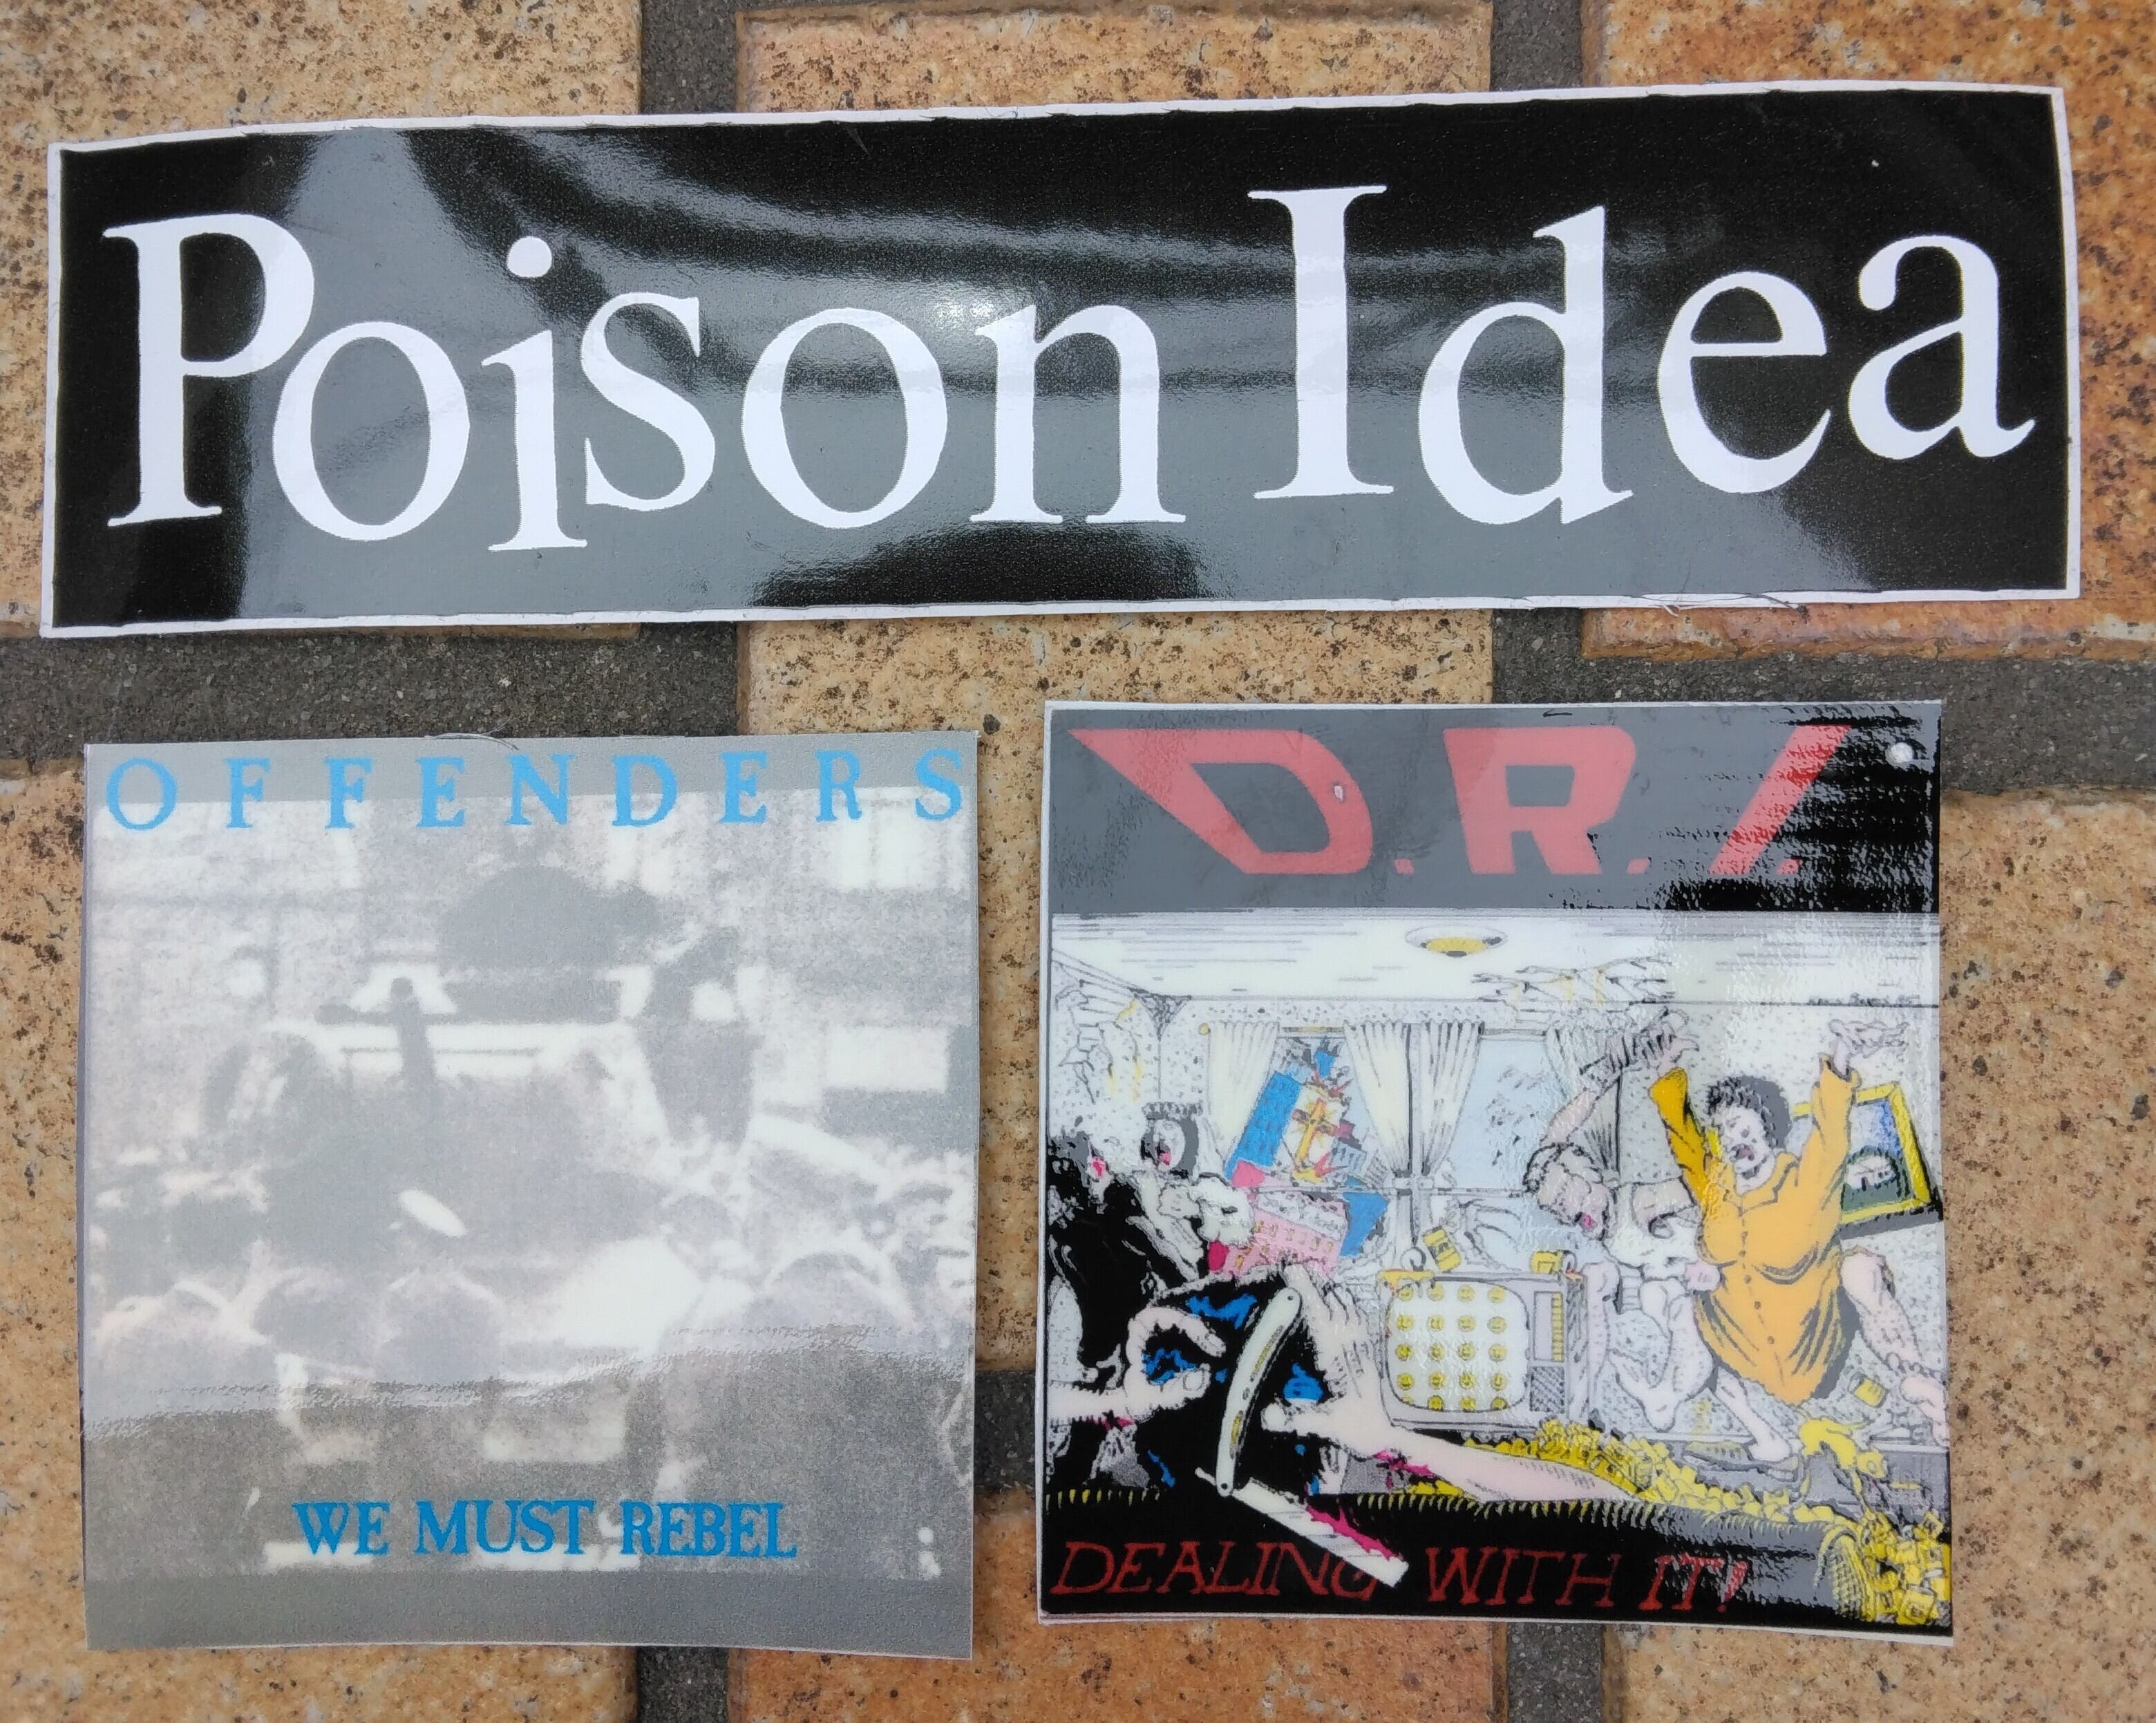 Poison Idea
OFFENDERS
WE MUST REBEL
D.R.I.
DEALING WITH IT!